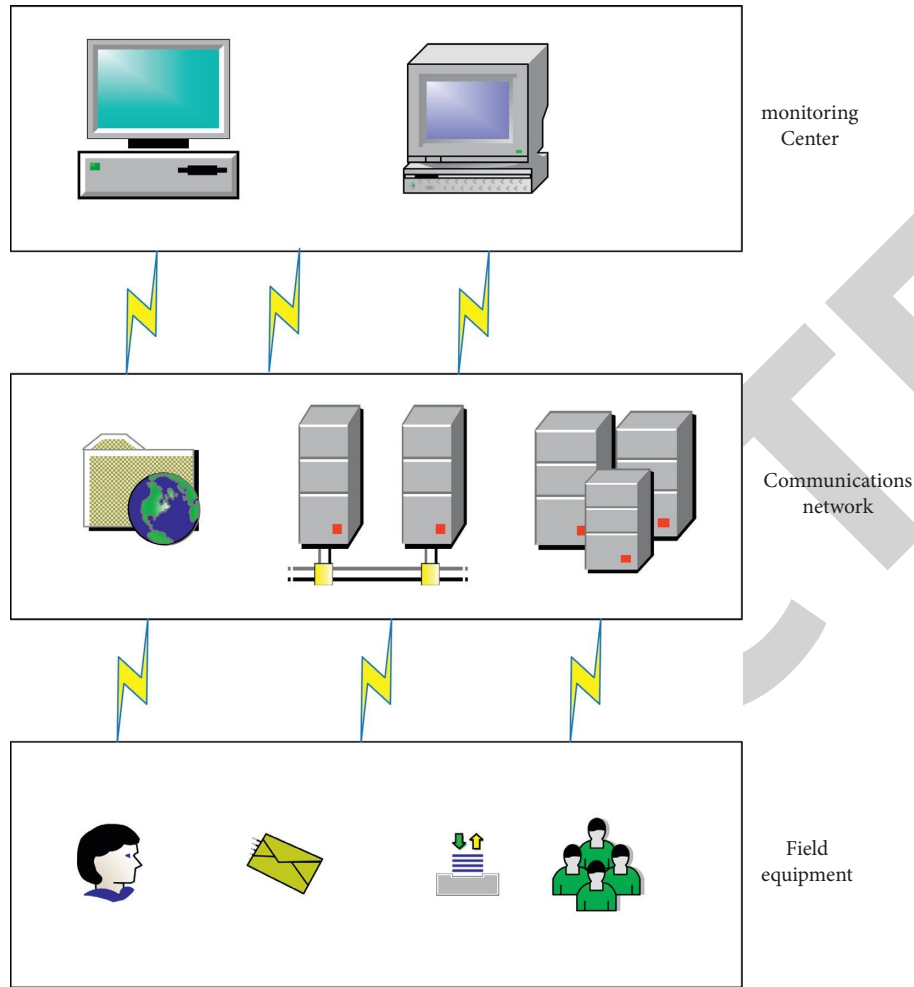 monitoring
Center
Communications
network
Field
equipment